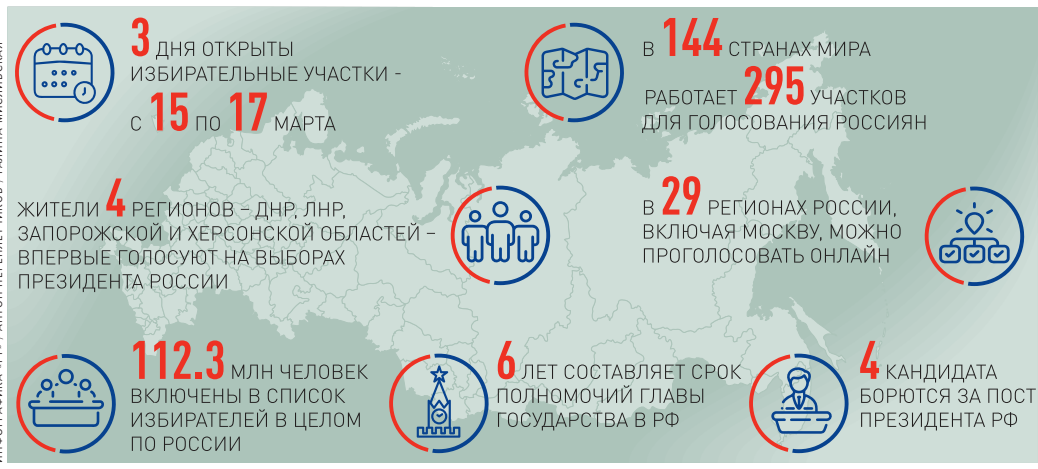 3 ДНЯ ОТКРЫТЫ
ИЗБИРАТЕЛЬНЫЕ УЧАСТКИ -
С 15 ПО 17 МАРТА
В 144 СТРАНАХ МИРА
РАБОТАЕТ 295 УЧАСТКОВ
ДЛЯ ГОЛОСОВАНИЯ РОССИЯН
ЖИТЕЛИ 4 РЕГИОНОВ – ДНР, ЛНР,
ЗАПОРОЖСКОЙ И ХЕРСОНСКОЙ ОБЛАСТЕЙ –
ВПЕРВЫЕ ГОЛОСУЮТ НА ВЫБОРАХ
ПРЕЗИДЕНТА РОССИИ
В 29 РЕГИОНАХ РОССИИ,
ВКЛЮЧАЯ МОСКВУ, МОЖНО
ПРОГОЛОСОВАТЬ ОНЛАЙН
112.3 МЛН ЧЕЛОВЕК
ВКЛЮЧЕНЫ В СПИСОК
ИЗБИРАТЕЛЕЙ В ЦЕЛОМ
ПО РОССИИ
6 ЛЕТ СОСТАВЛЯЕТ СРОК
ПОЛНОМОЧИЙ ГЛАВЫ
ГОСУДАРСТВА В РФ
4 КАНДИДАТА
БОРЮТСЯ ЗА ПОСТ
ПРЕЗИДЕНТА РФ